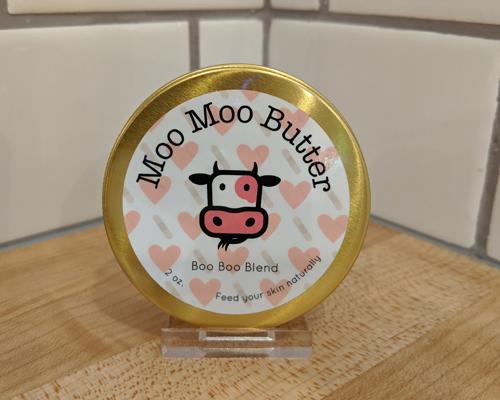 Moo Moo Butter
Boo Boo Blend
2 oz.
Feed your skin naturally